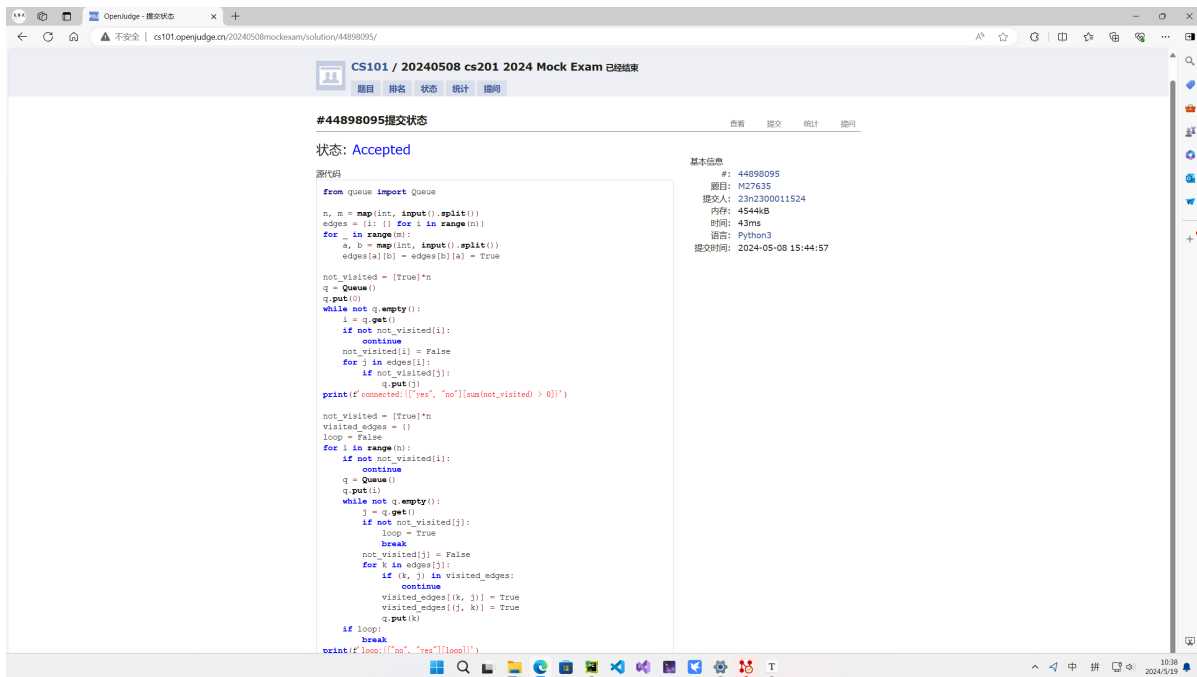 OpenJudge - 提交状态
不安全 | cs101.openjudge.cn/20240508mockexam/solution/44898095/
CS101 / 20240508 cs201 2024 Mock Exam 已经结束
题目 排名 状态 统计 提问
#44898095提交状态
查看 提交 统计 提问
状态: Accepted
源代码
from queue import Queue
n, m = map(int, input().split())
edges = {i: {} for i in range(n)}
for _ in range(m):
    a, b = map(int, input().split())
    edges[a][b] = edges[b][a] = True
not_visited = [True]*n
q = Queue()
q.put(0)
while not q.empty():
    i = q.get()
    if not not_visited[i]:
        continue
    not_visited[i] = False
    for j in edges[i]:
        if not_visited[j]:
            q.put(j)
print(f'connected:{["yes", "no"][sum(not_visited) > 0]}')
not_visited = [True]*n
visited_edges = {}
loop = False
for i in range(n):
    if not not_visited[i]:
        continue
    q = Queue()
    q.put(i)
    while not q.empty():
        j = q.get()
        if not not_visited[j]:
            loop = True
            break
        not_visited[j] = False
        for k in edges[j]:
            if (k, j) in visited_edges:
                continue
            visited_edges[(k, j)] = True
            visited_edges[(j, k)] = True
            q.put(k)
    if loop:
        break
print(f'loop:{["no", "yes"][loop]}')
基本信息
#: 44898095
题目: M27635
提交人: 23n2300011524
内存: 4544kB
时间: 43ms
语言: Python3
提交时间: 2024-05-08 15:44:57
中 拼
10:38
2024/5/19